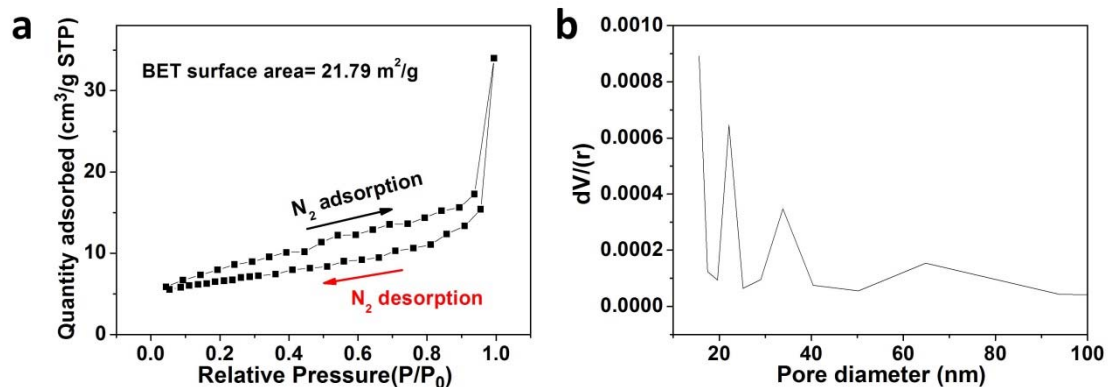 a
BET surface area= 21.79 m²/g
N₂ adsorption
N₂ desorption
Quantity adsorbed (cm³/g STP)
30
20
10
0
0.0 0.2 0.4 0.6 0.8 1.0
Relative Pressure(P/P₀)
b
dV/(r)
0.0010
0.0008
0.0006
0.0004
0.0002
0.0000
20 40 60 80 100
Pore diameter (nm)